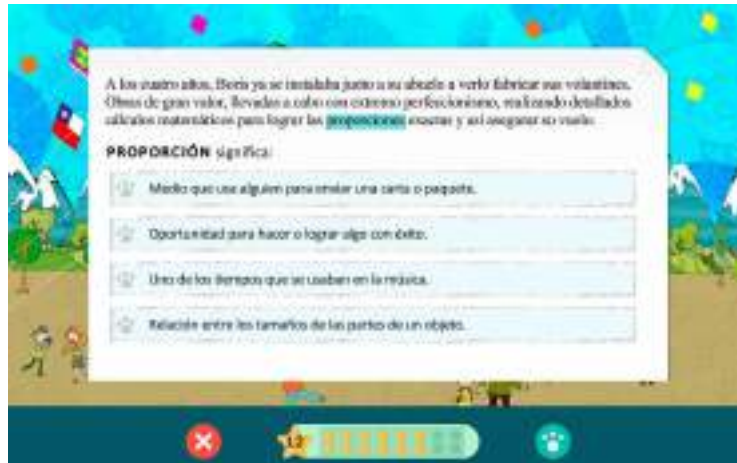 A los cuatro años, Boris ya se instalaba junto a su abuelo a verlo fabricar sus volantines.
Obras de gran valor, llevadas a cabo con extremo perfeccionismo, realizando detallados
cálculos matemáticos para lograr las proporciones exactas y así asegurar su vuelo.
PROPORCIÓN significa:
Medio que usa alguien para enviar una carta o paquete.
Oportunidad para hacer o lograr algo con éxito.
Uno de los tiempos que se usaban en la música.
Relación entre los tamaños de las partes de un objeto.
12